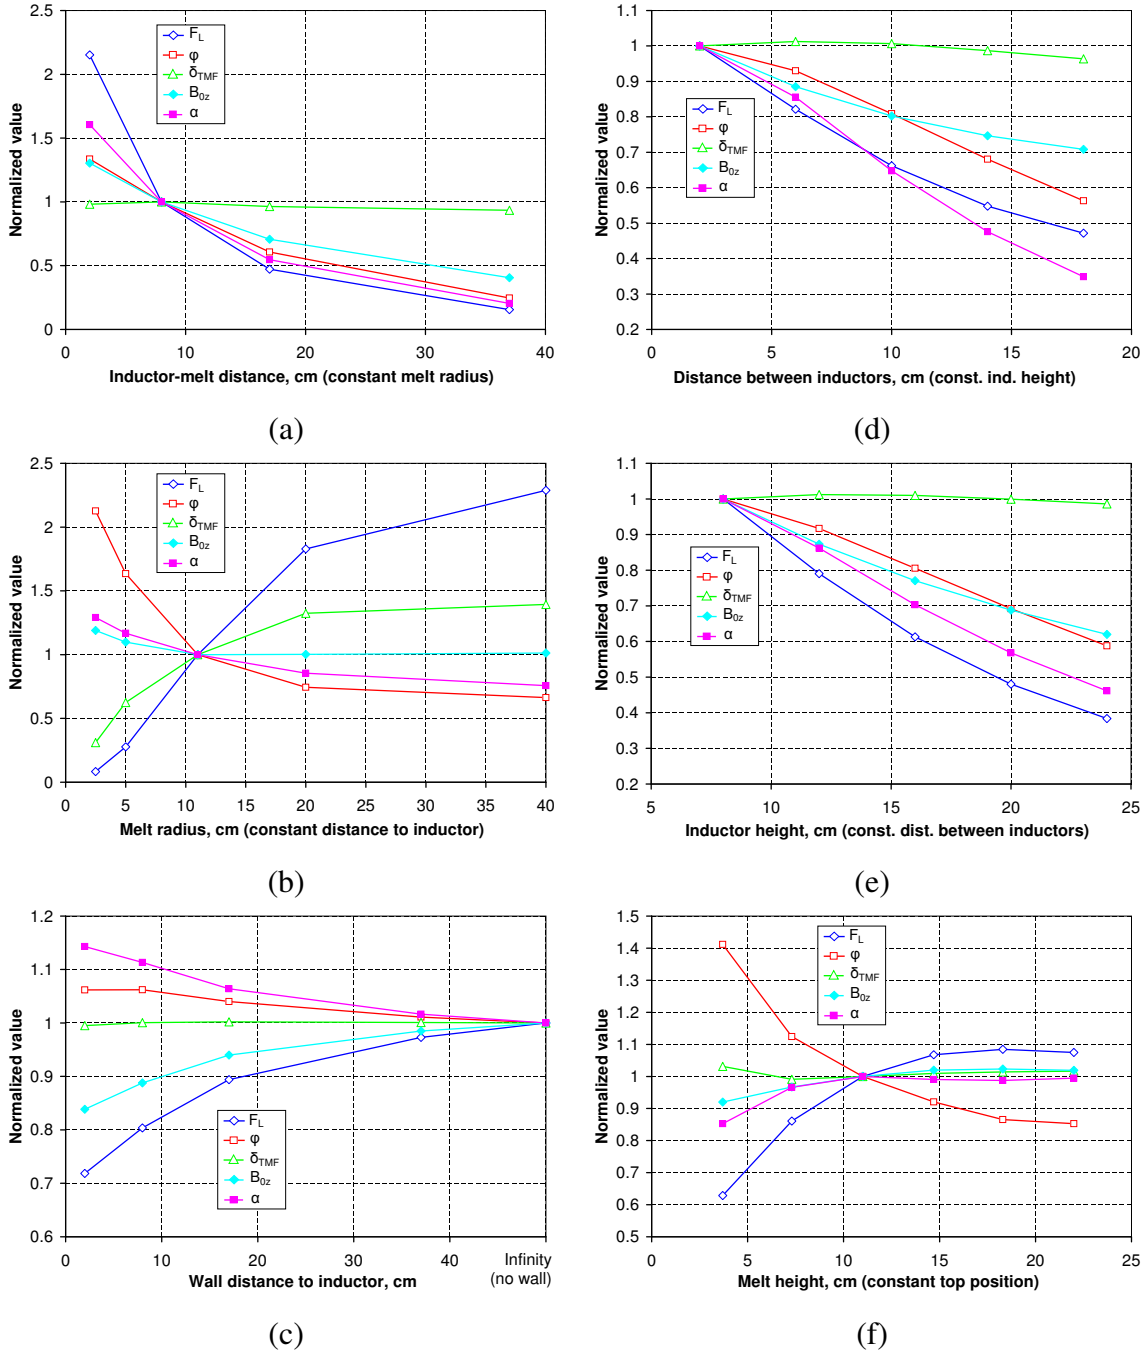 2.5
2
1.5
1
0.5
0
Normalized value
F_L
φ
δ_TMF
B_0z
α
0 10 20 30 40
Inductor-melt distance, cm (constant melt radius)
(a)
1.1
1
0.9
0.8
0.7
0.6
0.5
0.4
0.3
0.2
Normalized value
F_L
φ
δ_TMF
B_0z
α
0 5 10 15 20
Distance between inductors, cm (const. ind. height)
(d)
2.5
2
1.5
1
0.5
0
Normalized value
F_L
φ
δ_TMF
B_0z
α
0 5 10 15 20 25 30 35 40
Melt radius, cm (constant distance to inductor)
(b)
1.1
1
0.9
0.8
0.7
0.6
0.5
0.4
0.3
0.2
Normalized value
F_L
φ
δ_TMF
B_0z
α
5 10 15 20 25
Inductor height, cm (const. dist. between inductors)
(e)
1.2
1.1
1
0.9
0.8
0.7
0.6
Normalized value
F_L
φ
δ_TMF
B_0z
α
0 10 20 30 40 Infinity
(no wall)
Wall distance to inductor, cm
(c)
1.5
1.4
1.3
1.2
1.1
1.0
0.9
0.8
0.7
0.6
0.5
Normalized value
F_L
φ
δ_TMF
B_0z
α
0 5 10 15 20 25
Melt height, cm (constant top position)
(f)